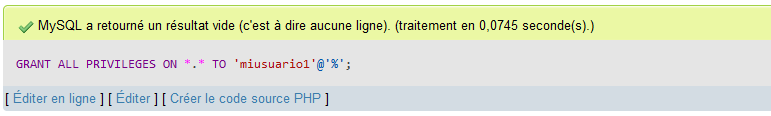 MySQL a retourné un résultat vide (c'est à dire aucune ligne). (traitement en 0,0745 seconde(s).)
GRANT ALL PRIVILEGES ON *.* TO 'miusuario1'@'%';
[ Éditer en ligne ] [ Éditer ] [ Créer le code source PHP ]